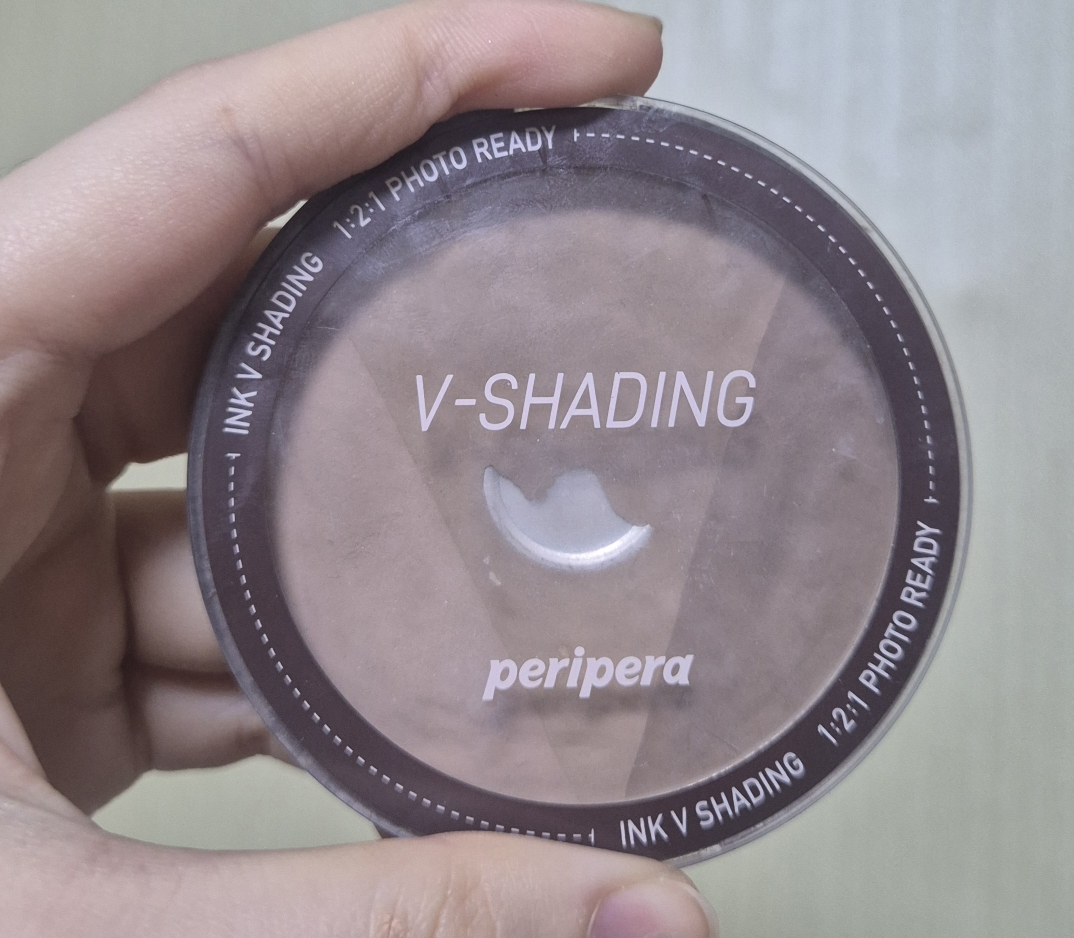 INK V SHADING 1:2:1 PHOTO READY
V-SHADING
peripera
INK V SHADING 1:2:1 PHOTO READY